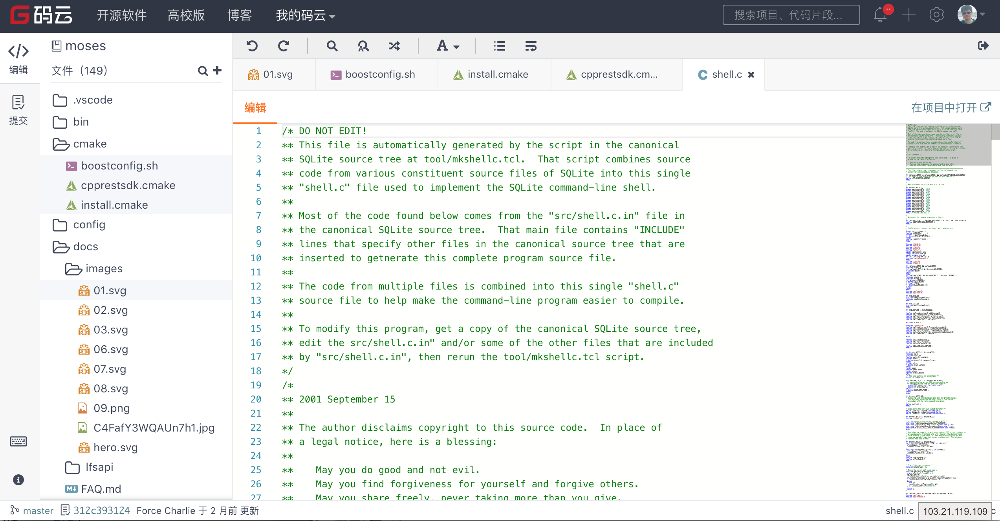 G 码云 开源软件 高校版 博客 我的码云 搜索项目、代码片段...
编辑
提交
moses
文件 (149)
.vscode
bin
cmake
boostconfig.sh
cpprestsdk.cmake
install.cmake
config
docs
images
01.svg
02.svg
03.svg
06.svg
07.svg
08.svg
09.png
C4FafY3WQAUn7h1.jpg
hero.svg
lfsapi
FAQ.md
01.svg boostconfig.sh install.cmake cpprestsdk.cm... shell.c
编辑 在项目中打开
1 /* DO NOT EDIT!
2 ** This file is automatically generated by the script in the canonical
3 ** SQLite source tree at tool/mkshellc.tcl.  That script combines source
4 ** code from various constituent source files of SQLite into this single
5 ** "shell.c" file used to implement the SQLite command-line shell.
6 **
7 ** Most of the code found below comes from the "src/shell.c.in" file in
8 ** the canonical SQLite source tree.  That main file contains "INCLUDE"
9 ** lines that specify other files in the canonical source tree that are
10 ** inserted to getnerate this complete program source file.
11 **
12 ** The code from multiple files is combined into this single "shell.c"
13 ** source file to help make the command-line program easier to compile.
14 **
15 ** To modify this program, get a copy of the canonical SQLite source tree,
16 ** edit the src/shell.c.in" and/or some of the other files that are included
17 ** by "src/shell.c.in", then rerun the tool/mkshellc.tcl script.
18 */
19 /*
20 ** 2001 September 15
21 **
22 ** The author disclaims copyright to this source code.  In place of
23 ** a legal notice, here is a blessing:
24 **
25 **    May you do good and not evil.
26 **    May you find forgiveness for yourself and forgive others.
27 **    May you share freely, never taking more than you give.
master 312c393124 Force Charlie 于 2 月前 更新 shell.c 103.21.119.109 c